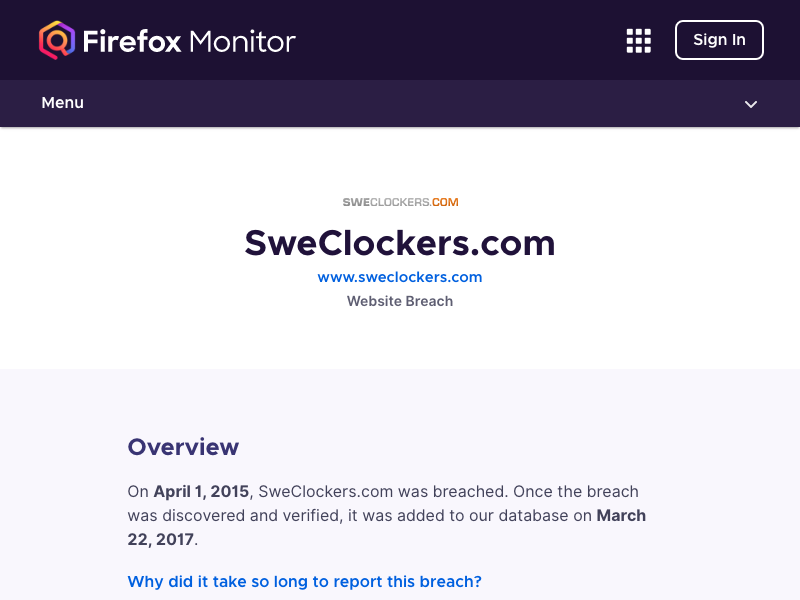 Firefox Monitor
Sign In
Menu
SWECLOCKERS.COM
SweClockers.com
www.sweclockers.com
Website Breach
Overview
On April 1, 2015, SweClockers.com was breached. Once the breach
was discovered and verified, it was added to our database on March
22, 2017.
Why did it take so long to report this breach?